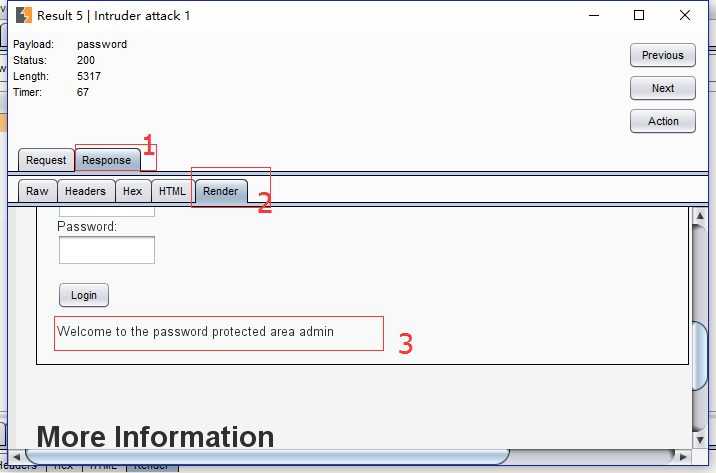 Result 5 | Intruder attack 1
Payload: password
Status: 200
Length: 5317
Timer: 67
Previous
Next
Action
Request Response 1
Raw Headers Hex HTML Render 2
Password:
Login
Welcome to the password protected area admin
3
More Information
Hex HTML Render